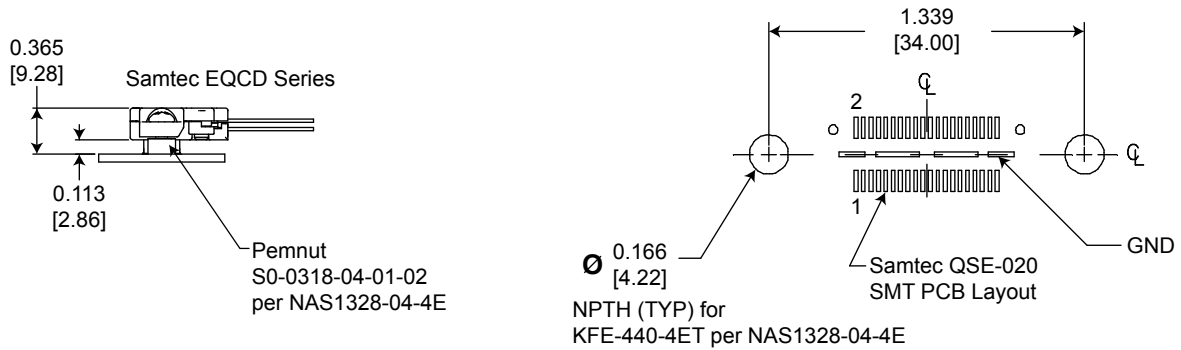 0.365
[9.28]
Samtec EQCD Series
0.113
[2.86]
Pemnut
S0-0318-04-01-02
per NAS1328-04-4E
1.339
[34.00]
℄
2
℄
1
GND
Ø 0.166
[4.22]
Samtec QSE-020
SMT PCB Layout
NPTH (TYP) for
KFE-440-4ET per NAS1328-04-4E